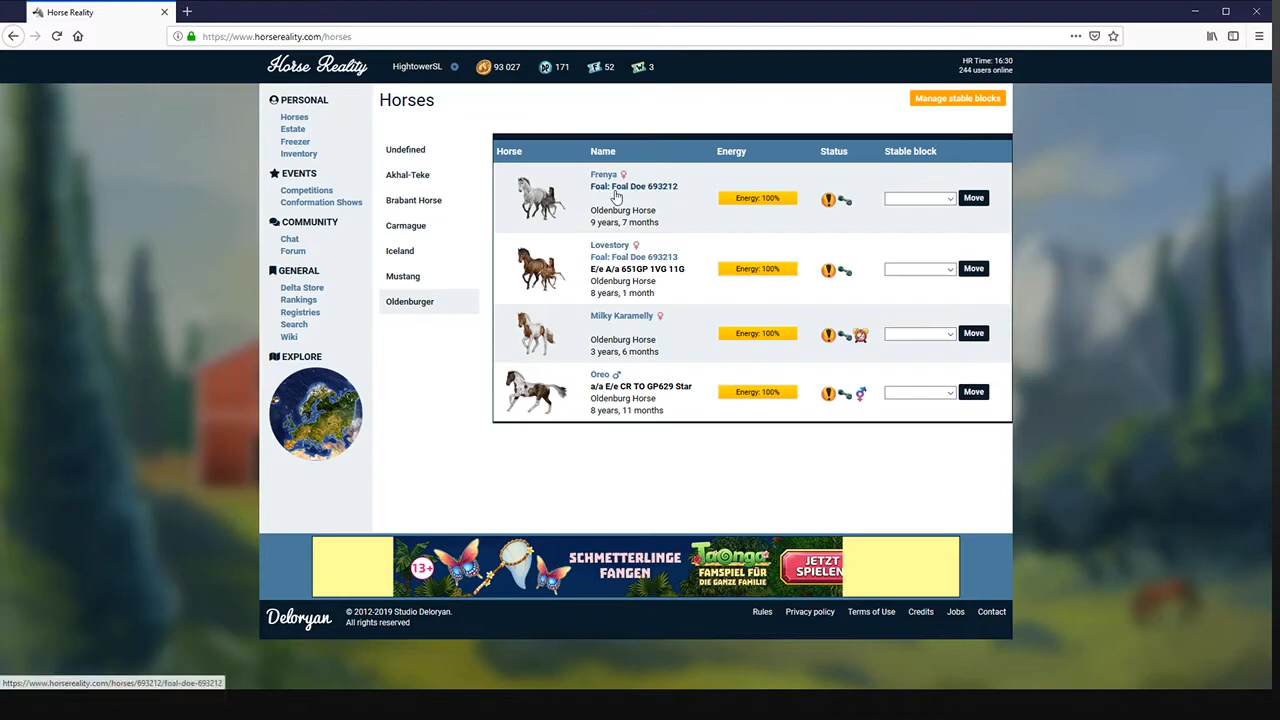 Horse Reality
https://www.horsereality.com/horses
Horse Reality
HightowerSL
93 027
171
52
3
HR Time: 16:30
244 users online
PERSONAL
Horses
Estate
Freezer
Inventory
EVENTS
Competitions
Conformation Shows
COMMUNITY
Chat
Forum
GENERAL
Delta Store
Rankings
Registries
Search
Wiki
EXPLORE
Horses
Manage stable blocks
Undefined
Akhal-Teke
Brabant Horse
Carmague
Iceland
Mustang
Oldenburger
Horse Name Energy Status Stable block
Frenya
Foal: Foal Doe 693212
Oldenburg Horse
9 years, 7 months
Energy: 100%
Move
Lovestory
Foal: Foal Doe 693213
E/e A/a 651GP 1VG 11G
Oldenburg Horse
8 years, 1 month
Energy: 100%
Move
Milky Karamelly
Oldenburg Horse
3 years, 6 months
Energy: 100%
Move
Oreo
a/a E/e CR TO GP629 Star
Oldenburg Horse
8 years, 11 months
Energy: 100%
Move
13+
SCHMETTERLINGE
FANGEN
Taonga
FAMSPIEL FÜR
DIE GANZE FAMILIE
JETZT
SPIELEN
Deloryan
© 2012-2019 Studio Deloryan.
All rights reserved
Rules Privacy policy Terms of Use Credits Jobs Contact
https://www.horsereality.com/horses/693212/foal-doe-693212